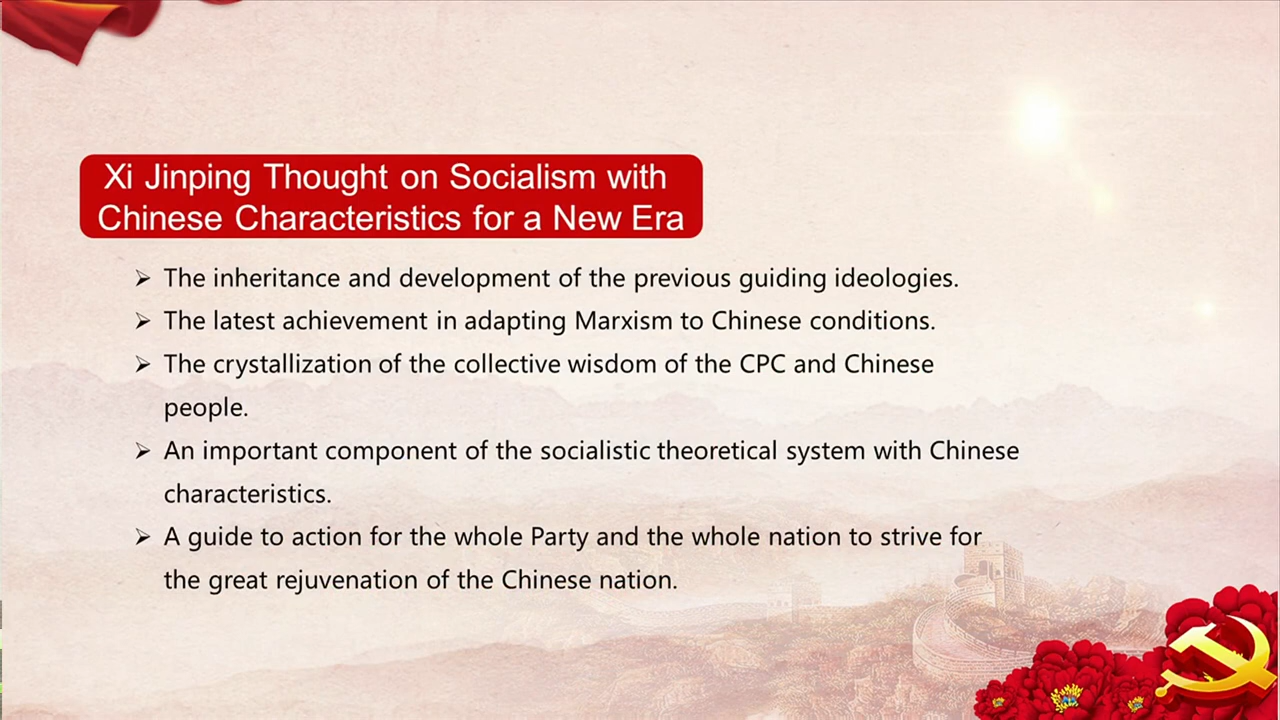 Xi Jinping Thought on Socialism with
Chinese Characteristics for a New Era
➢ The inheritance and development of the previous guiding ideologies.
➢ The latest achievement in adapting Marxism to Chinese conditions.
➢ The crystallization of the collective wisdom of the CPC and Chinese
people.
➢ An important component of the socialistic theoretical system with Chinese
characteristics.
➢ A guide to action for the whole Party and the whole nation to strive for
the great rejuvenation of the Chinese nation.